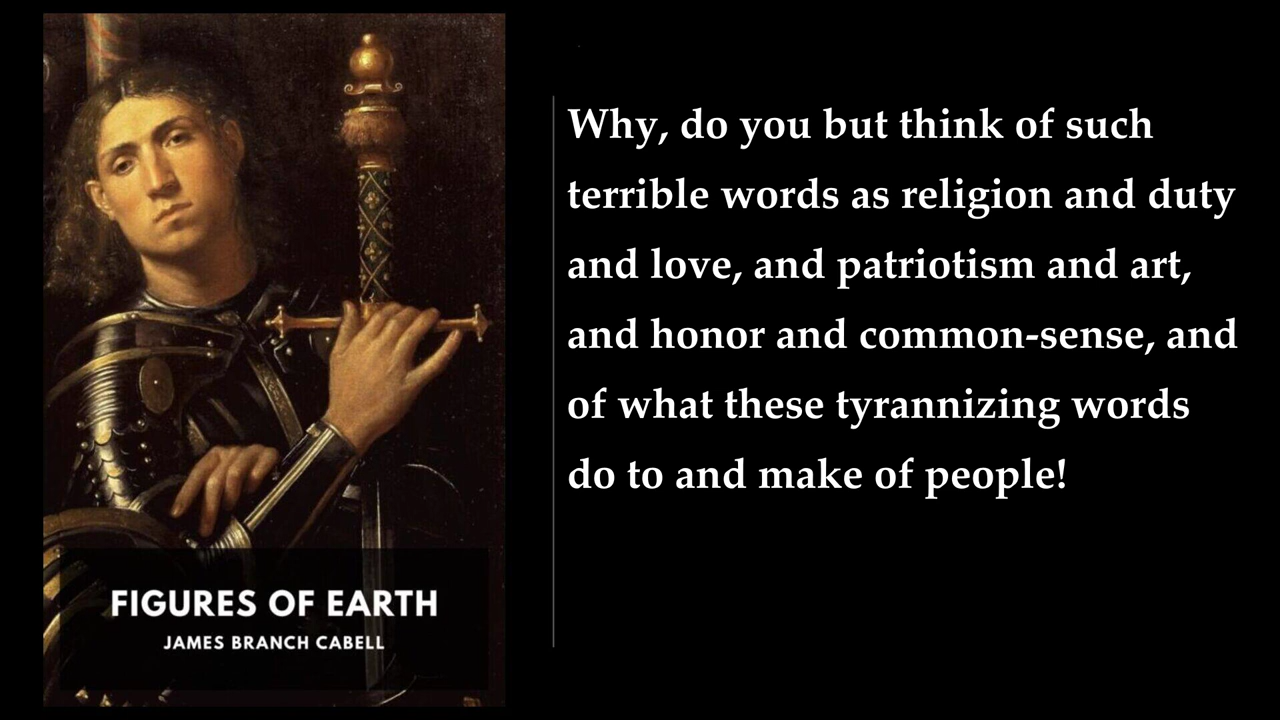 Why, do you but think of such
terrible words as religion and duty
and love, and patriotism and art,
and honor and common-sense, and
of what these tyrannizing words
do to and make of people!
FIGURES OF EARTH
JAMES BRANCH CABELL